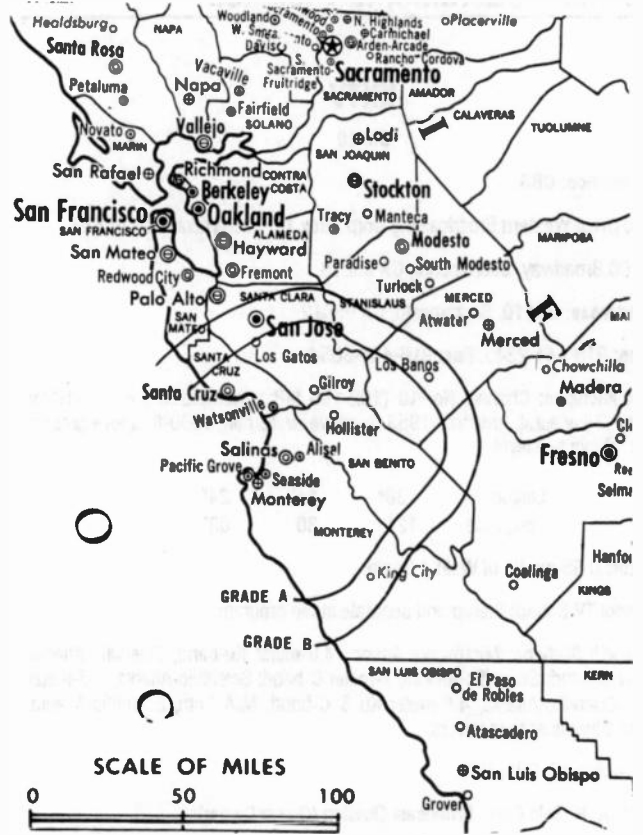 Woodland
N. Highlands
Placerville
Healdsburg
NAPA
Carmichael
Santa Rosa
Davis
Arden-Arcade
Rancho-Cordova
S. Sacramento-
Fruitridge
Sacramento
Vacaville
Petaluma
Napa
SACRAMENTO
AMADOR
Fairfield
SOLANO
CALAVERAS
Novato
MARIN
Vallejo
Lodi
TUOLUMNE
SAN JOAQUIN
San Rafael
Richmond
CONTRA
COSTA
Berkeley
Stockton
San Francisco
SAN FRANCISCO
Oakland
Tracy
Manteca
ALAMEDA
Hayward
Modesto
MARIPOSA
San Mateo
Paradise
South Modesto
Redwood City
Fremont
Turlock
Palo Alto
SANTA CLARA
STANISLAUS
MERCED
SAN
MATEO
San Jose
Atwater
Merced
SANTA
CRUZ
Los Gatos
Los Banos
Chowchilla
Santa Cruz
Gilroy
Madera
Watsonville
Hollister
Salinas
Alisal
SAN BENITO
Fresno
Pacific Grove
Seaside
Monterey
Selma
MONTEREY
King City
Coalinga
Hanfor
KINGS
GRADE A
GRADE B
SAN LUIS OBISPO
KERN
El Paso
de Robles
Atascadero
SCALE OF MILES
San Luis Obispo
0 50 100
Grover